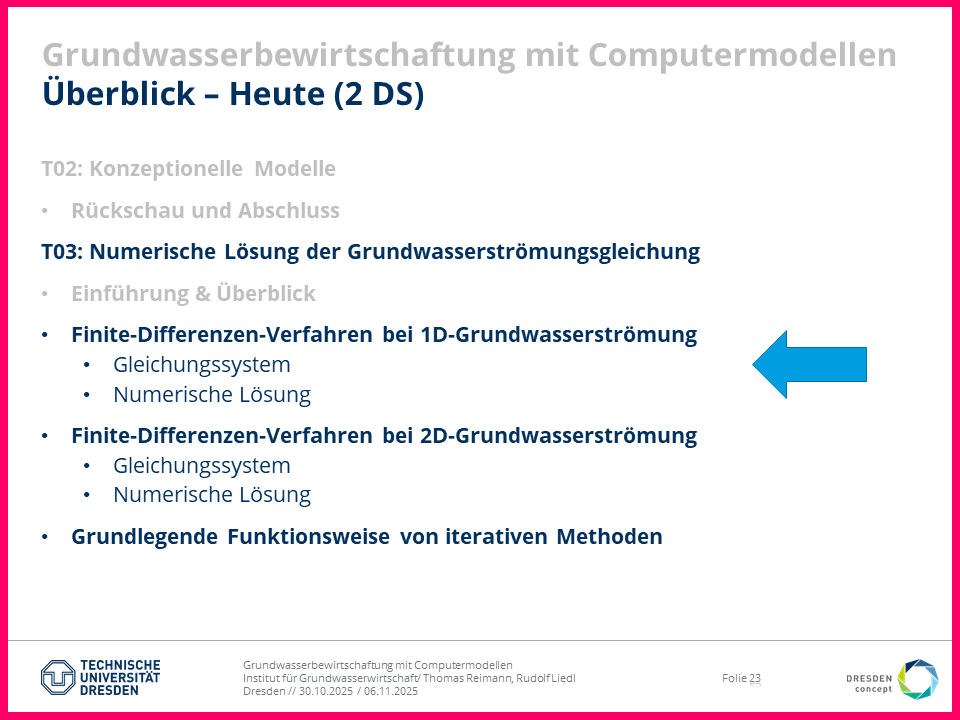 Grundwasserbewirtschaftung mit Computermodellen
Überblick – Heute (2 DS)
T02: Konzeptionelle Modelle
• Rückschau und Abschluss
T03: Numerische Lösung der Grundwasserströmungsgleichung
• Einführung & Überblick
• Finite-Differenzen-Verfahren bei 1D-Grundwasserströmung
• Gleichungssystem
• Numerische Lösung
• Finite-Differenzen-Verfahren bei 2D-Grundwasserströmung
• Gleichungssystem
• Numerische Lösung
• Grundlegende Funktionsweise von iterativen Methoden
TECHNISCHE
UNIVERSITÄT
DRESDEN
Grundwasserbewirtschaftung mit Computermodellen
Institut für Grundwasserwirtschaft/ Thomas Reimann, Rudolf Liedl
Dresden // 30.10.2025 / 06.11.2025
Folie 23
DRESDEN
concept